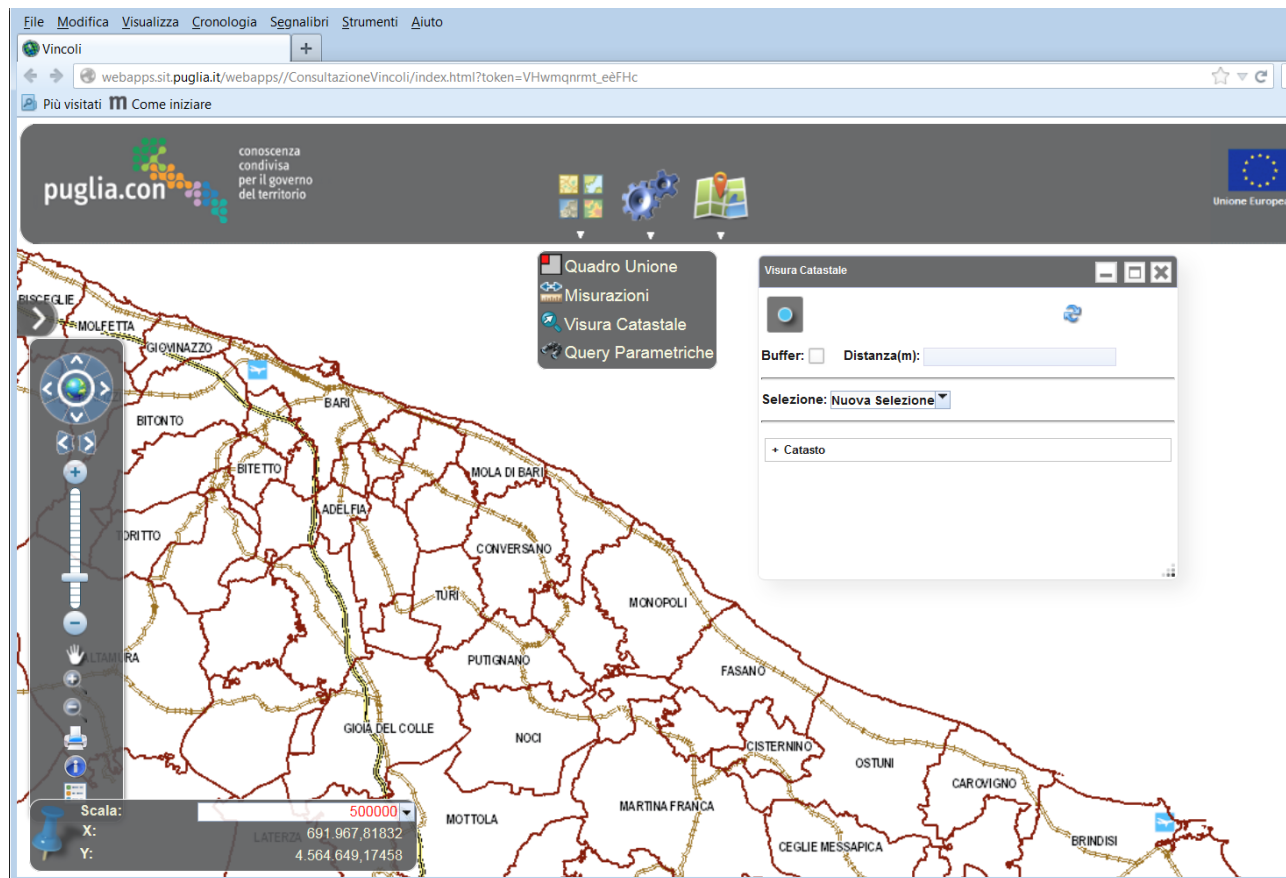 File Modifica Visualizza Cronologia Segnalibri Strumenti Aiuto
Vincoli
webapps.sit.puglia.it/webapps//ConsultazioneVincoli/index.html?token=VHwmqnrmt_eèFHc
Più visitati m Come iniziare
puglia.con
conoscenza
condivisa
per il governo
del territorio
Unione Europea
Quadro Unione
Misurazioni
Visura Catastale
Query Parametriche
Visura Catastale
Buffer: Distanza(m):
Selezione: Nuova Selezione
+ Catasto
BISCEGLIE
MOLFETTA
GIOVINAZZO
BARI
BITONTO
BITETTO
MOLA DI BARI
ADELFIA
TORITTO
CONVERSANO
TURI
MONOPOLI
ALTAMURA
PUTIGNANO
FASANO
GIOIA DEL COLLE
NOCI
CISTERNINO
OSTUNI
CAROVIGNO
MARTINA FRANCA
MOTTOLA
LATERZA
CEGLIE MESSAPICA
BRINDISI
Scala: 500000
X: 691.967,81832
Y: 4.564.649,17458